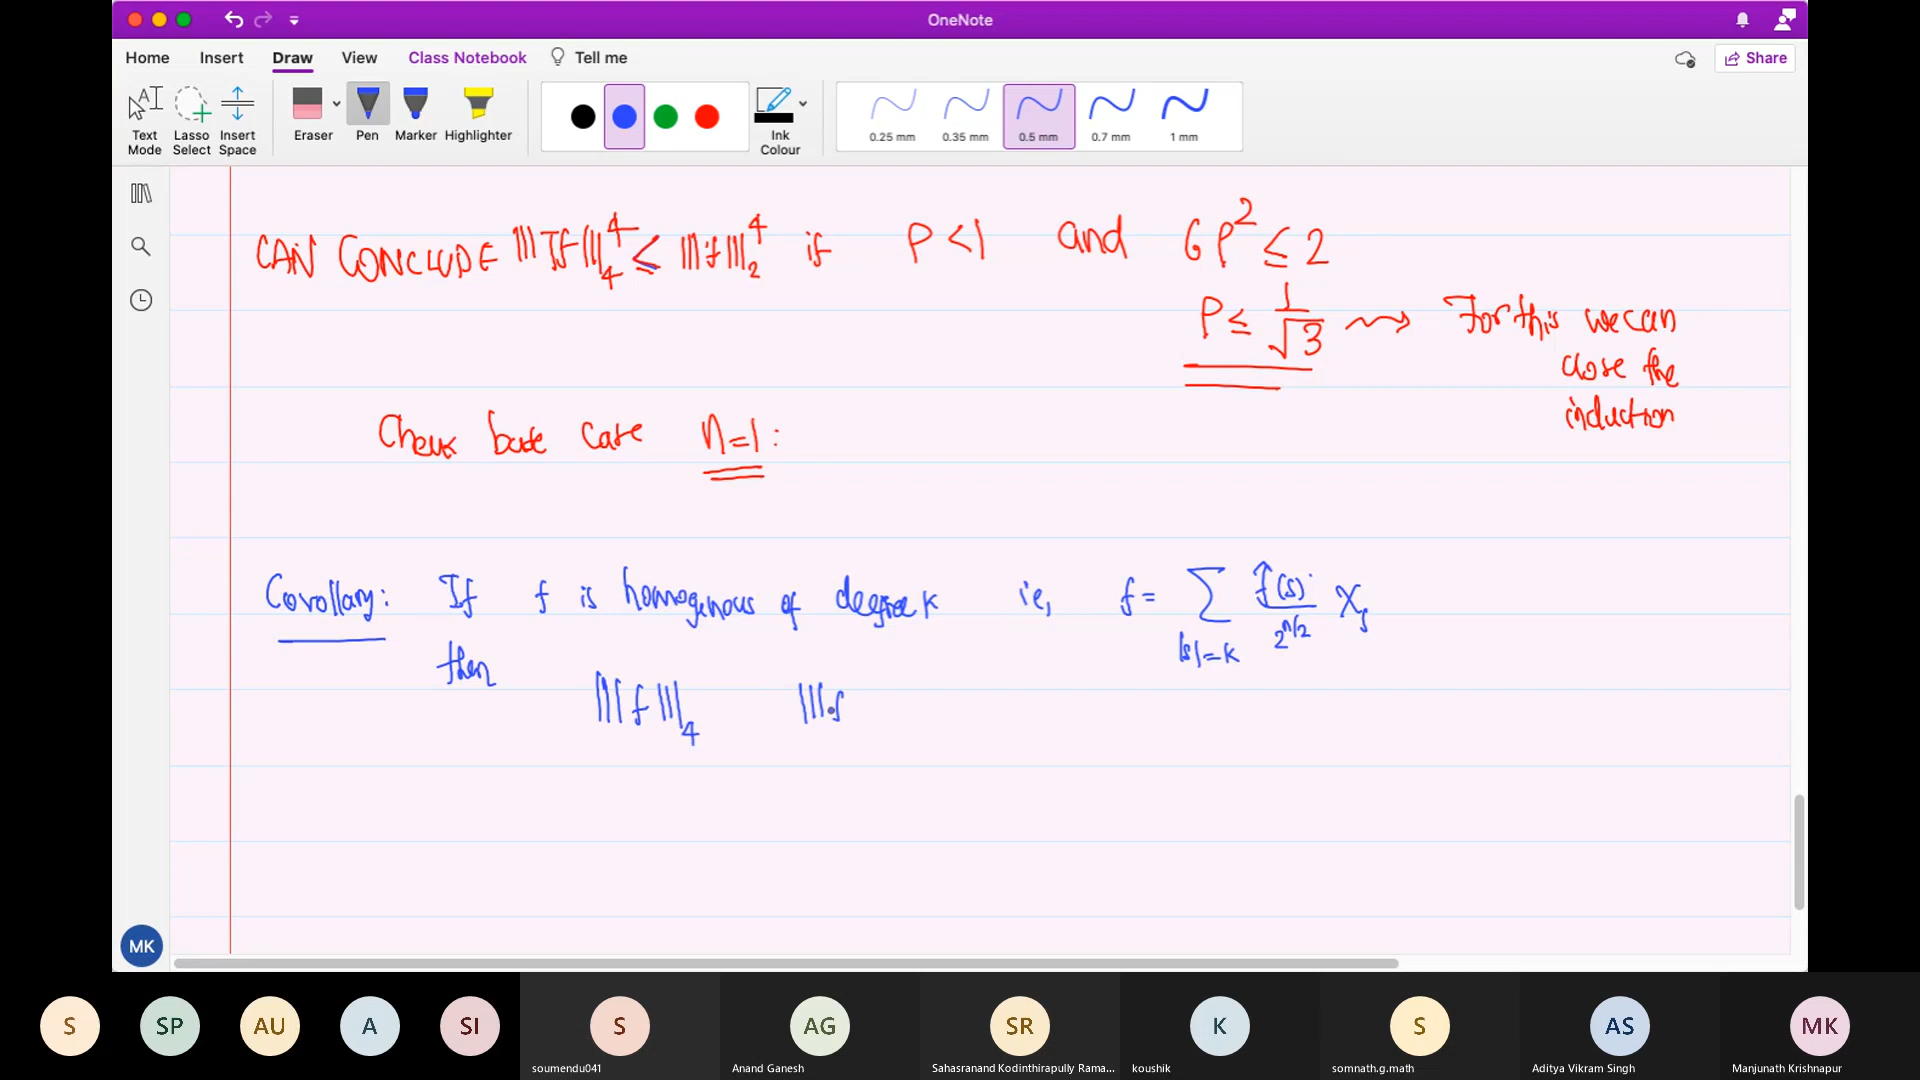 OneNote
Home Insert Draw View Class Notebook Tell me Share
Text Mode Lasso Select Insert Space Eraser Pen Marker Highlighter Ink Colour 0.25 mm 0.35 mm 0.5 mm 0.7 mm 1 mm
CAN CONCLUDE |||Tf|||₄⁴ ≤ |||f|||₂⁴ if P < 1 and 6P² ≤ 2
P ≤ 1/√3 ⇝ For this we can
close the
induction
Check base case n=1:
Corollary: If f is homogenous of degree k ie, f = ∑_{|S|=k} f̂(S)/2^{n/2} χ_S
then
|||f|||₄ |||f
MK
S SP AU A SI S AG SR K S AS MK
soumendu041 Anand Ganesh Sahasranand Kodinthirapully Rama... koushik somnath.g.math Aditya Vikram Singh Manjunath Krishnapur